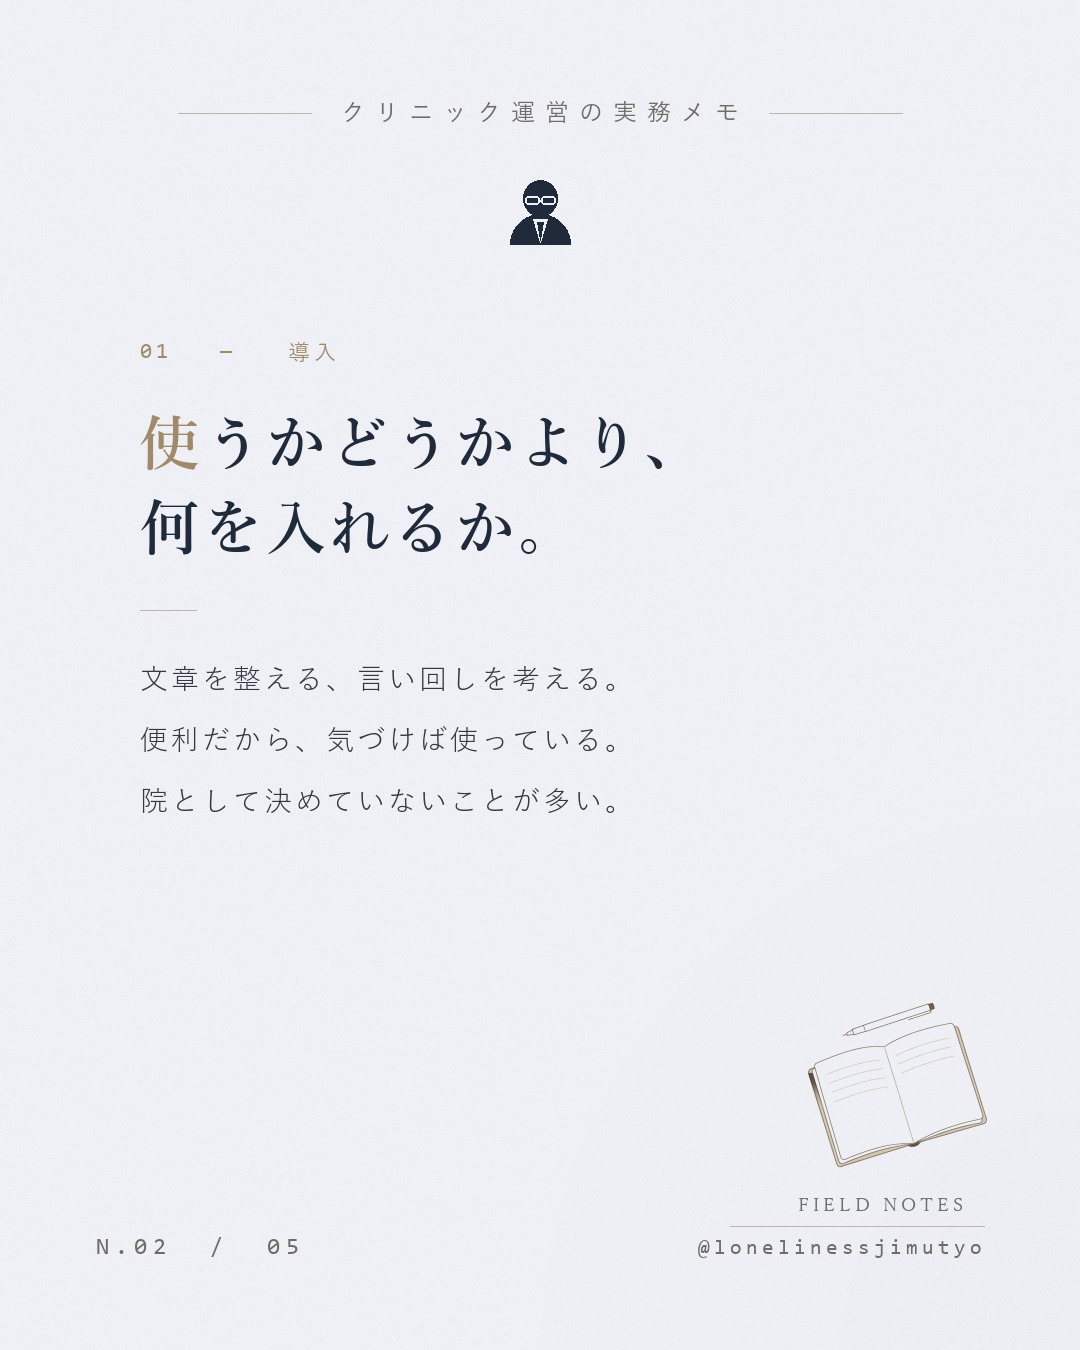 クリニック運営の実務メモ
01 — 導入
使うかどうかより、
何を入れるか。
文章を整える、言い回しを考える。
便利だから、気づけば使っている。
院として決めていないことが多い。
FIELD NOTES
N.02 / 05
@lonelinessjimutyo